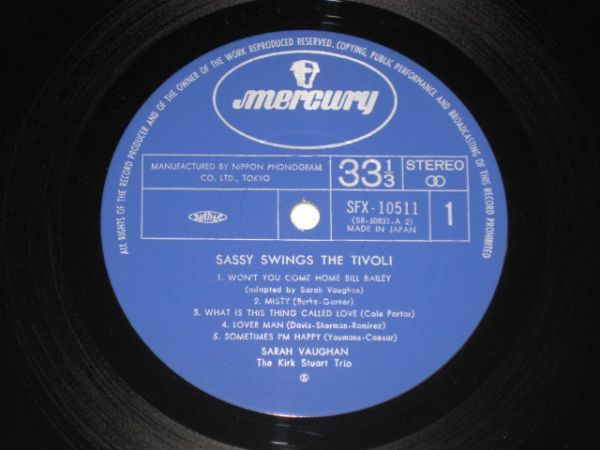 ALL RIGHTS OF THE RECORD PRODUCER AND OF THE OWNER OF THE WORK REPRODUCED RESERVED, COPYING, PUBLIC PERFORMANCE AND BROADCASTING OF THIS RECORD PROHIBITED
mercury
MANUFACTURED BY NIPPON PHONOGRAM
CO. LTD., TOKYO
33 1/3
STEREO
SFX-10511
(SR-60831-A 2)
MADE IN JAPAN
1
SASSY SWINGS THE TIVOLI
1. WON'T YOU COME HOME BILL BAILEY
(adapted by Sarah Vaughan)
2. MISTY (Burke-Garner)
3. WHAT IS THIS THING CALLED LOVE (Cole Porter)
4. LOVER MAN (Davis-Sherman-Ramirez)
5. SOMETIMES I'M HAPPY (Youmans-Caesar)
SARAH VAUGHAN
The Kirk Stuart Trio